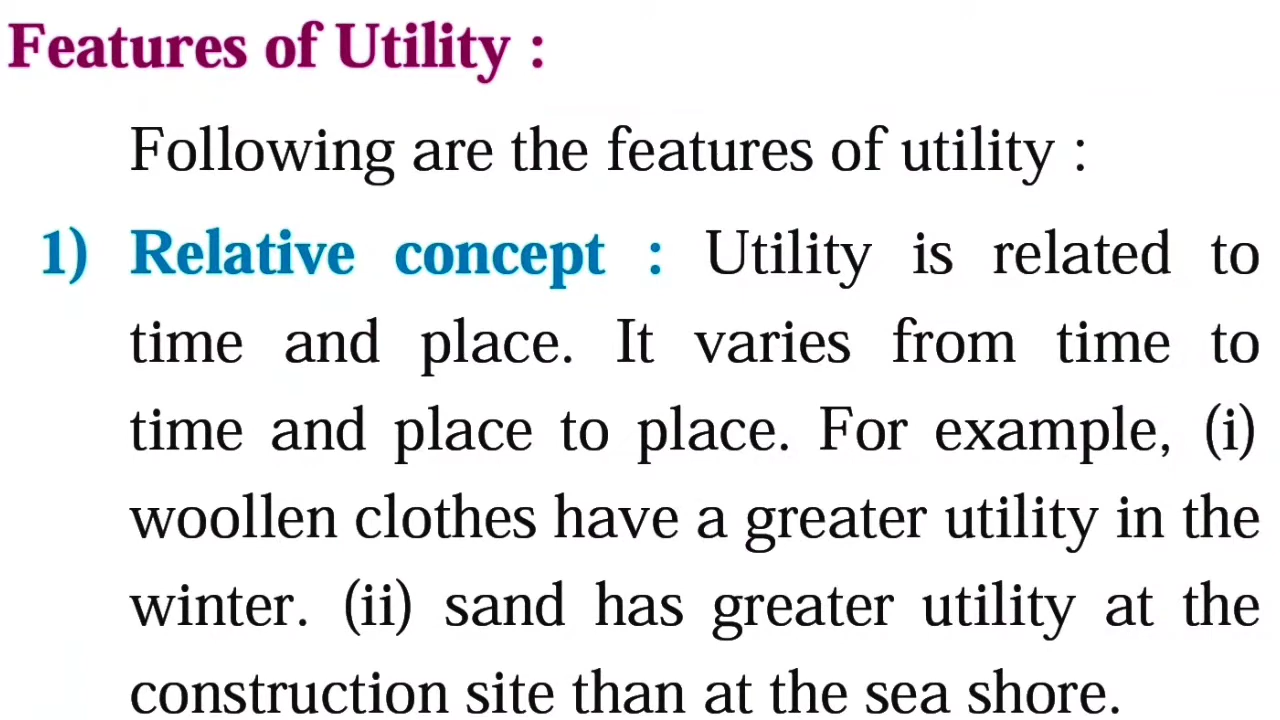 Features of Utility :
Following are the features of utility :
1) Relative concept : Utility is related to
time and place. It varies from time to
time and place to place. For example, (i)
woollen clothes have a greater utility in the
winter. (ii) sand has greater utility at the
construction site than at the sea shore.